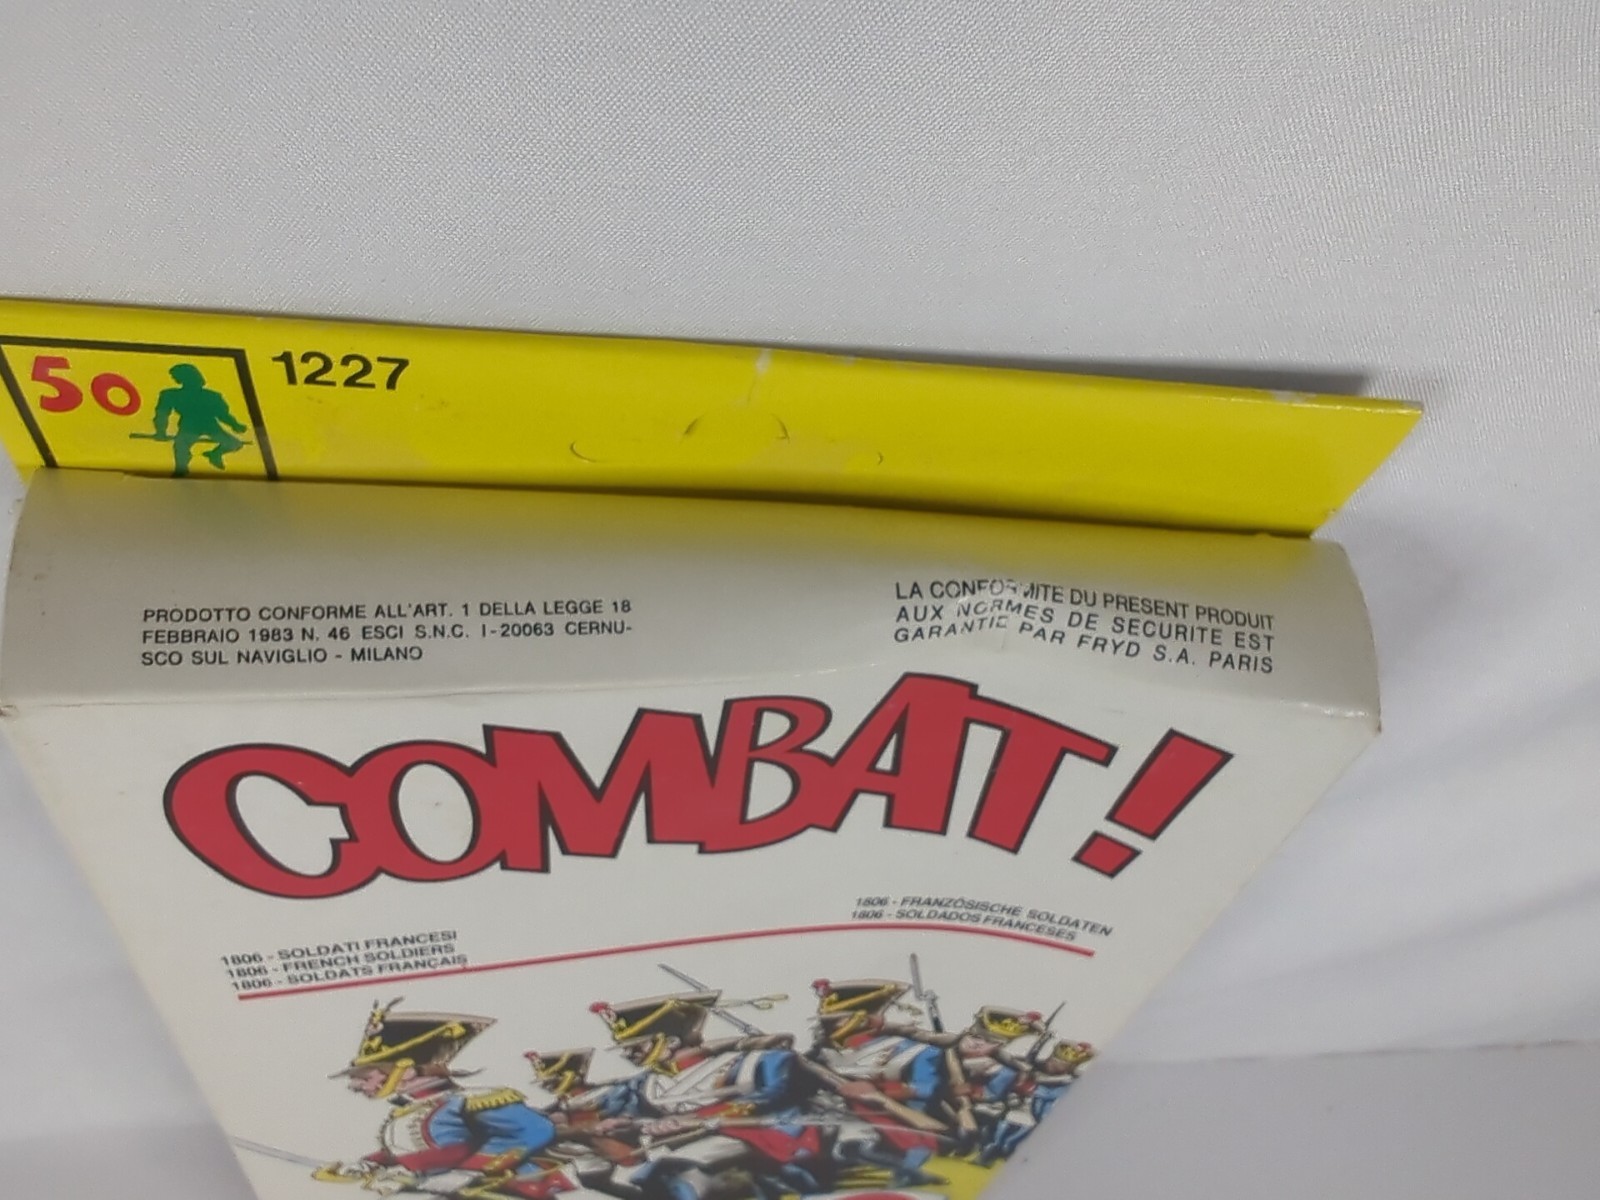 50
1227
PRODOTTO CONFORME ALL'ART. 1 DELLA LEGGE 18
FEBBRAIO 1983 N. 46 ESCI S.N.C. I-20063 CERNU-
SCO SUL NAVIGLIO - MILANO
LA CONFORMITE DU PRESENT PRODUIT
AUX NORMES DE SECURITE EST
GARANTIE PAR FRYD S.A. PARIS
COMBAT!
1806 - SOLDATI FRANCESI
1806 - FRENCH SOLDIERS
1806 - SOLDATS FRANÇAIS
1806 - FRANZÖSISCHE SOLDATEN
1806 - SOLDADOS FRANCESES